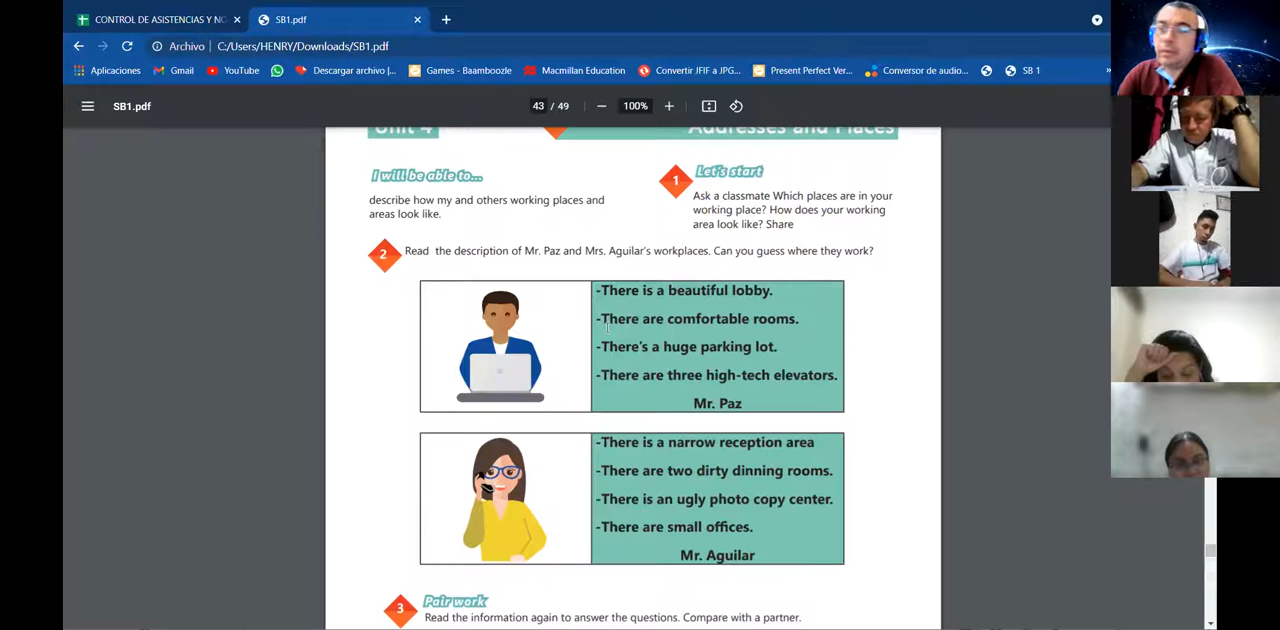 CONTROL DE ASISTENCIAS Y NO
SB1.pdf
Archivo
C:/Users/HENRY/Downloads/SB1.pdf
Aplicaciones
Gmail
YouTube
Descargar archivo |...
Games - Baamboozle
Macmillan Education
Convertir JFIF a JPG...
Present Perfect Ver...
Conversor de audio...
SB 1
»
SB1.pdf
43 / 49
100%
Unit 4
Addresses and Places
I will be able to...
describe how my and others working places and
areas look like.
1
Let's start
Ask a classmate Which places are in your
working place? How does your working
area look like? Share
2
Read the description of Mr. Paz and Mrs. Aguilar's workplaces. Can you guess where they work?
-There is a beautiful lobby.
-There are comfortable rooms.
-There's a huge parking lot.
-There are three high-tech elevators.
Mr. Paz
-There is a narrow reception area
-There are two dirty dinning rooms.
-There is an ugly photo copy center.
-There are small offices.
Mr. Aguilar
3
Pair work
Read the information again to answer the questions. Compare with a partner.